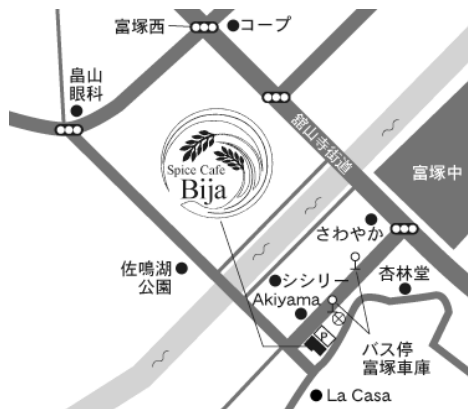 富塚西
コープ
畠山
眼科
舘山寺街道
富塚中
Spice Cafe
Bija
さわやか
佐鳴湖
公園
シシリー
杏林堂
Akiyama
P
バス停
富塚車庫
La Casa